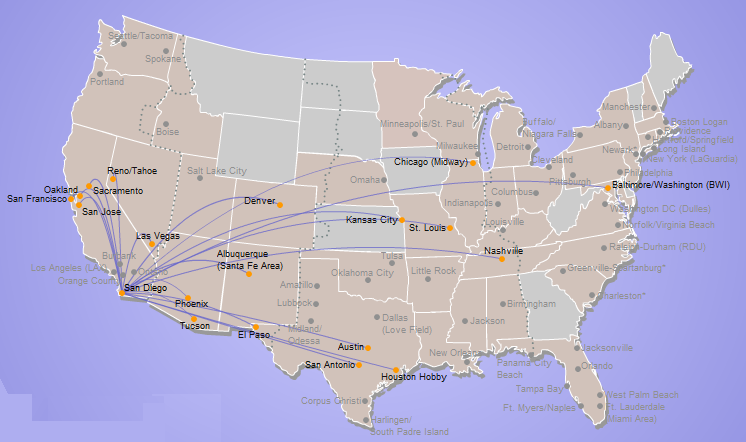 Seattle/Tacoma
Spokane
Portland
Boise
Minneapolis/St. Paul
Milwaukee
Buffalo/
Niagara Falls
Manchester
Albany
Boston Logan
Providence
Hartford/Springfield
Long Island
Newark*
New York (LaGuardia)
Detroit
Cleveland
Philadelphia
Pittsburgh
Chicago (Midway)
Reno/Tahoe
Salt Lake City
Omaha
Oakland
Sacramento
San Francisco
San Jose
Denver
Columbus
Indianapolis
Baltimore/Washington (BWI)
Washington DC (Dulles)
Kansas City
St. Louis
Louisville
Norfolk/Virginia Beach
Las Vegas
Raleigh-Durham (RDU)
Burbank
Los Angeles (LAX)
Orange County
Albuquerque
(Santa Fe Area)
Tulsa
Nashville
Greenville-Spartanburg*
Oklahoma City
Little Rock
San Diego
Amarillo
Phoenix
Lubbock
Birmingham
Charleston*
Tucson
El Paso
Midland/
Odessa
Dallas
(Love Field)
Jackson
Austin
New Orleans
Jacksonville
San Antonio
Houston Hobby
Panama City
Beach
Orlando
Tampa Bay
West Palm Beach
Corpus Christi
Ft. Myers/Naples
Ft. Lauderdale
(Miami Area)
Harlingen/
South Padre Island